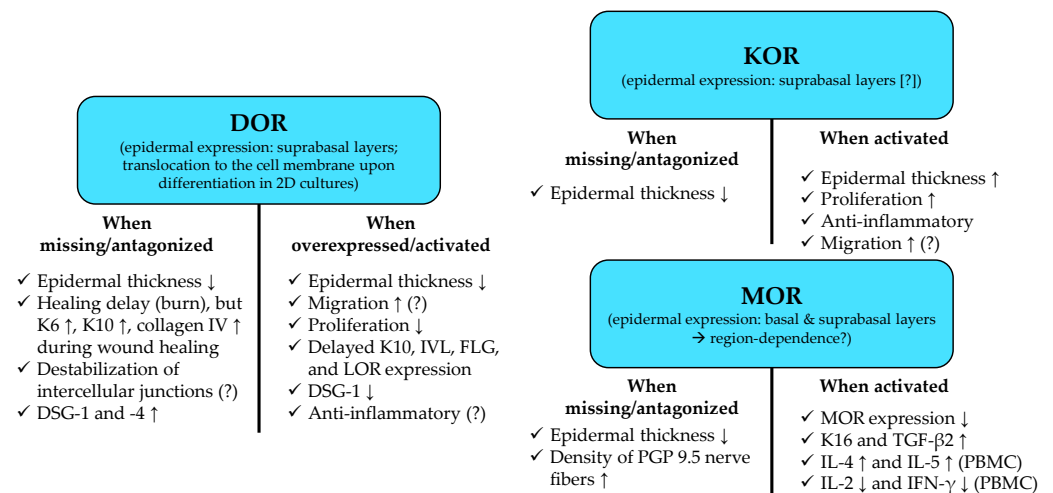 DOR
(epidermal expression: suprabasal layers;
translocation to the cell membrane upon
differentiation in 2D cultures)
When
missing/antagonized
✓ Epidermal thickness ↓
✓ Healing delay (burn), but
K6 ↑, K10 ↑, collagen IV ↑
during wound healing
✓ Destabilization of
intercellular junctions (?)
✓ DSG-1 and -4 ↑
When
overexpressed/activated
✓ Epidermal thickness ↓
✓ Migration ↑ (?)
✓ Proliferation ↓
✓ Delayed K10, IVL, FLG,
and LOR expression
✓ DSG-1 ↓
✓ Anti-inflammatory (?)
KOR
(epidermal expression: suprabasal layers [?])
When
missing/antagonized
✓ Epidermal thickness ↓
When activated
✓ Epidermal thickness ↑
✓ Proliferation ↑
✓ Anti-inflammatory
✓ Migration ↑ (?)
MOR
(epidermal expression: basal & suprabasal layers
→ region-dependence?)
When
missing/antagonized
✓ Epidermal thickness ↓
✓ Density of PGP 9.5 nerve
fibers ↑
When activated
✓ MOR expression ↓
✓ K16 and TGF-β2 ↑
✓ IL-4 ↑ and IL-5 ↑ (PBMC)
✓ IL-2 ↓ and IFN-γ ↓ (PBMC)